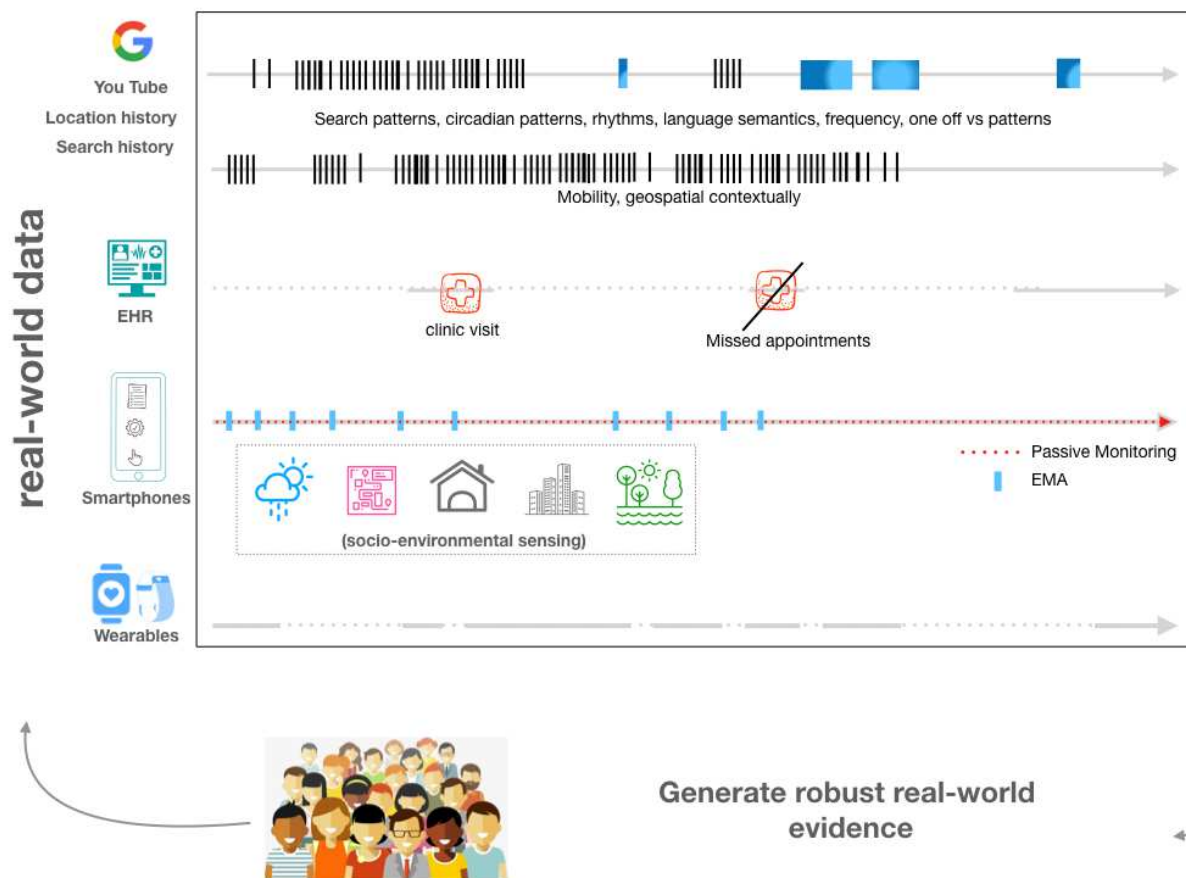 You Tube
Location history
Search history
Search patterns, circadian patterns, rhythms, language semantics, frequency, one off vs patterns
Mobility, geospatial contextually
real-world data
EHR
clinic visit
Missed appointments
Smartphones
Passive Monitoring
EMA
(socio-environmental sensing)
Wearables
Generate robust real-world
evidence